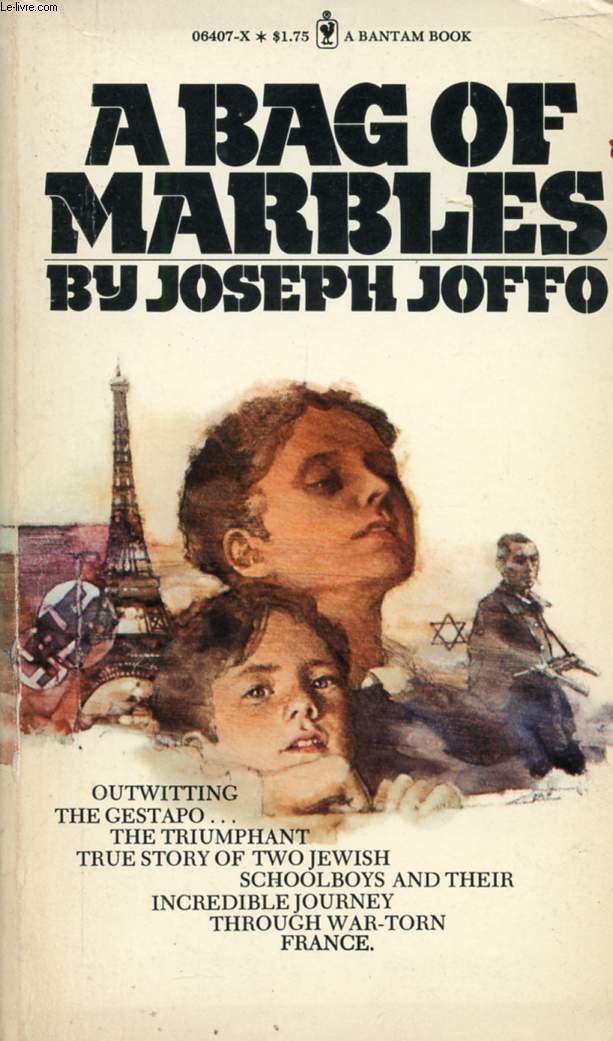 Le-livre.com
06407-X * $1.75 A BANTAM BOOK
A BAG OF
MARBLES
BY JOSEPH JOFFO
OUTWITTING
THE GESTAPO...
THE TRIUMPHANT
TRUE STORY OF TWO JEWISH
SCHOOLBOYS AND THEIR
INCREDIBLE JOURNEY
THROUGH WAR-TORN
FRANCE.